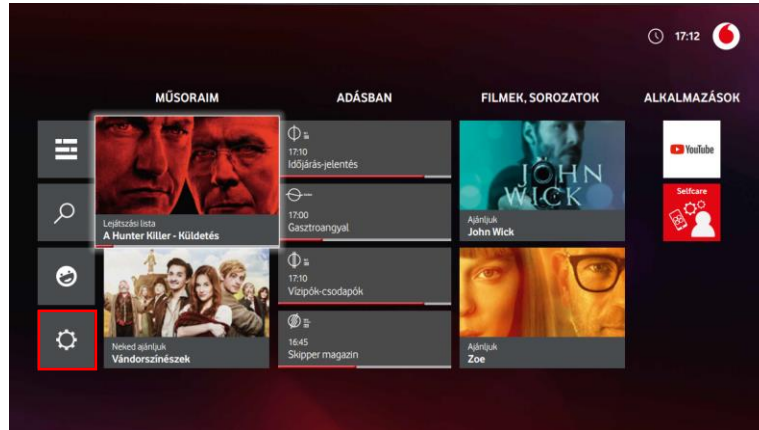 17:12
MŰSORAIM
ADÁSBAN
FILMEK, SOROZATOK
ALKALMAZÁSOK
Lejátszási lista
A Hunter Killer - Küldetés
17:10
Időjárás-jelentés
17:00
Gasztroangyal
JOHN
WICK
Ajánljuk
John Wick
YouTube
Selfcare
Neked ajánljuk
Vándorszínészek
17:10
Vízipók-csodapók
16:45
Skipper magazin
Ajánljuk
Zoe